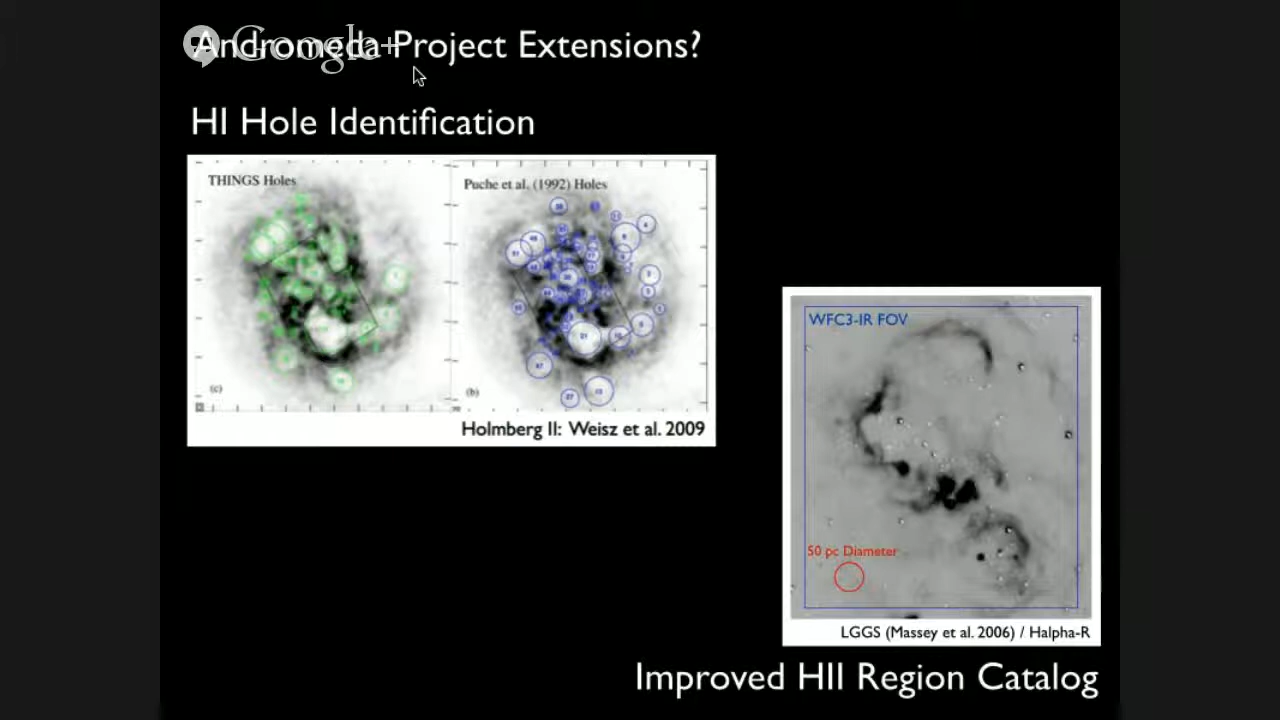 Andromeda Project Extensions?
Google+
HI Hole Identification
THINGS Holes
Puche et al. (1992) Holes
(c)
(b)
Holmberg II: Weisz et al. 2009
WFC3-IR FOV
50 pc Diameter
LGGS (Massey et al. 2006) / Halpha-R
Improved HII Region Catalog